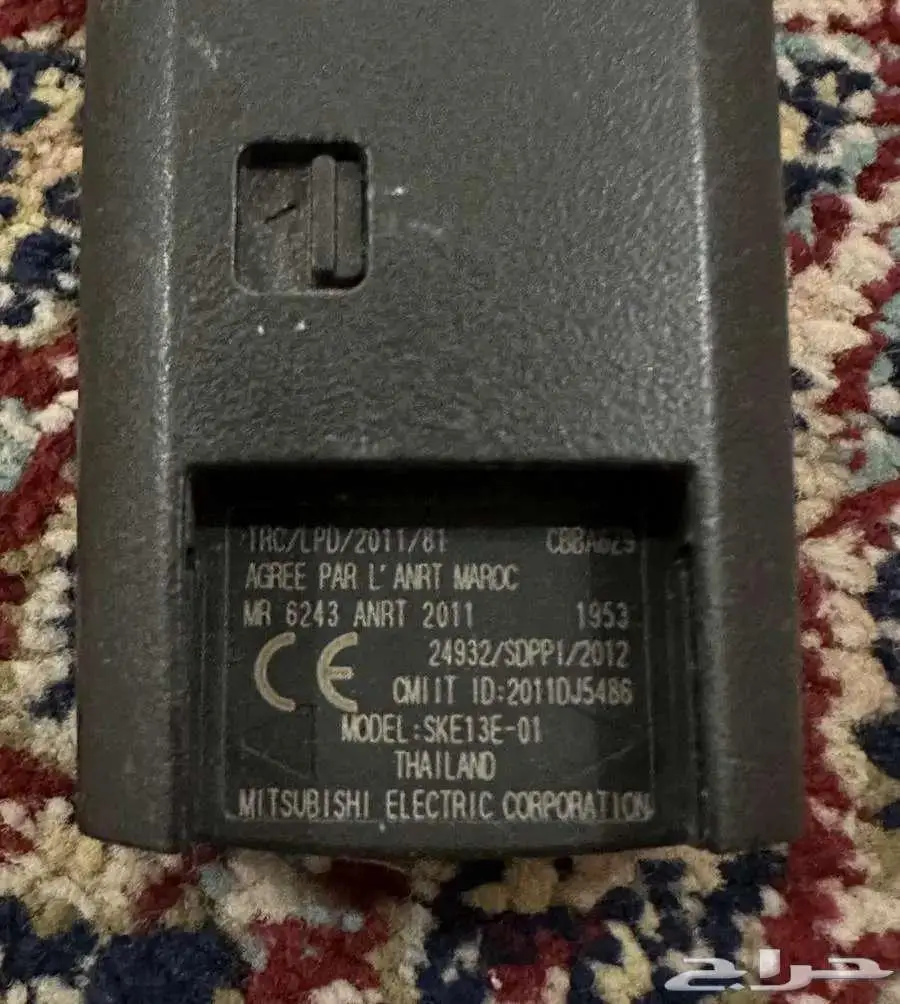 TRC/LPD/2011/81 CBBA629
AGREE PAR L' ANRT MAROC
MR 6243 ANRT 2011 1953
24932/SDPPI/2012
CE CMIIT ID:2011DJ5486
MODEL:SKE13E-01
THAILAND
MITSUBISHI ELECTRIC CORPORATION
حراج